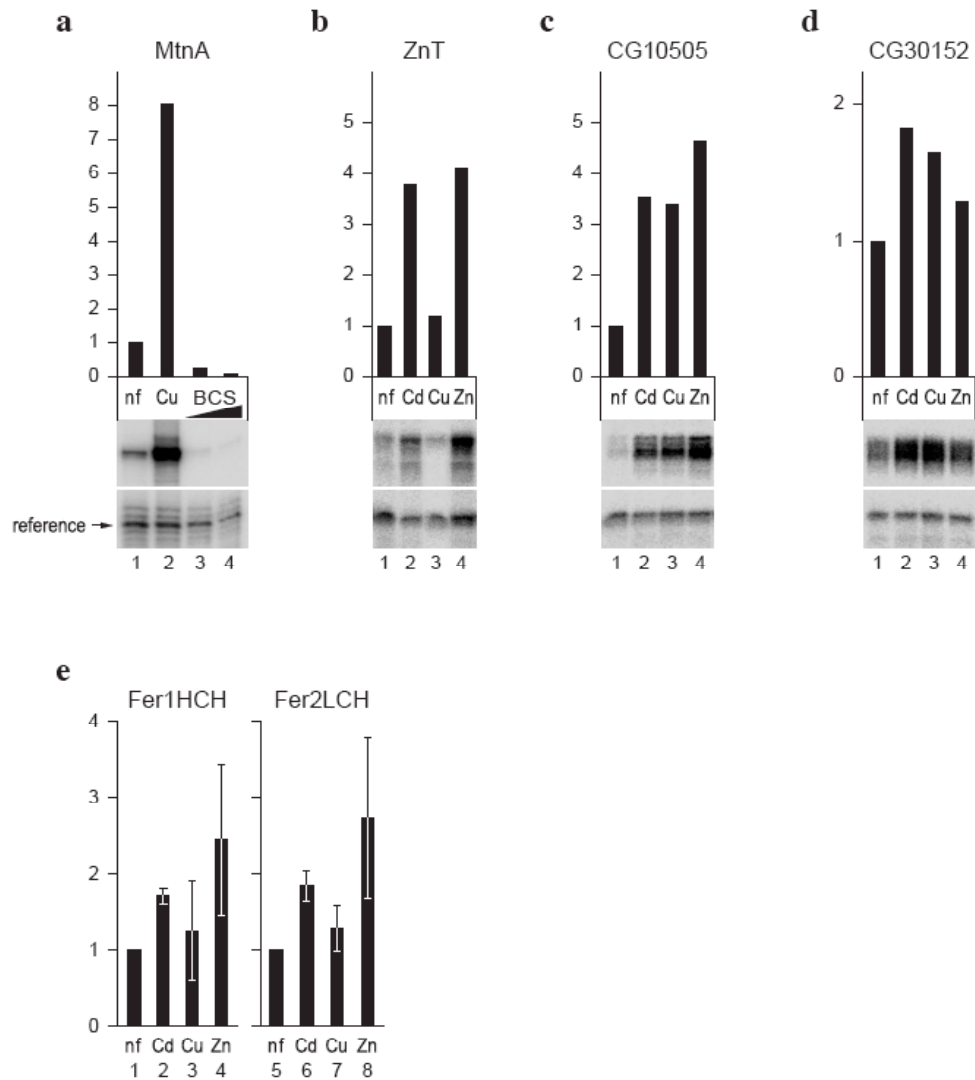 a b c d
MtnA ZnT CG10505 CG30152
8
7
6
5
4
3
2
1
0
nf Cu BCS
5
4
3
2
1
0
nf Cd Cu Zn
5
4
3
2
1
0
nf Cd Cu Zn
2
1
0
nf Cd Cu Zn
reference
1 2 3 4
1 2 3 4
1 2 3 4
1 2 3 4
e
Fer1HCH Fer2LCH
4
3
2
1
0
nf Cd Cu Zn nf Cd Cu Zn
1 2 3 4 5 6 7 8